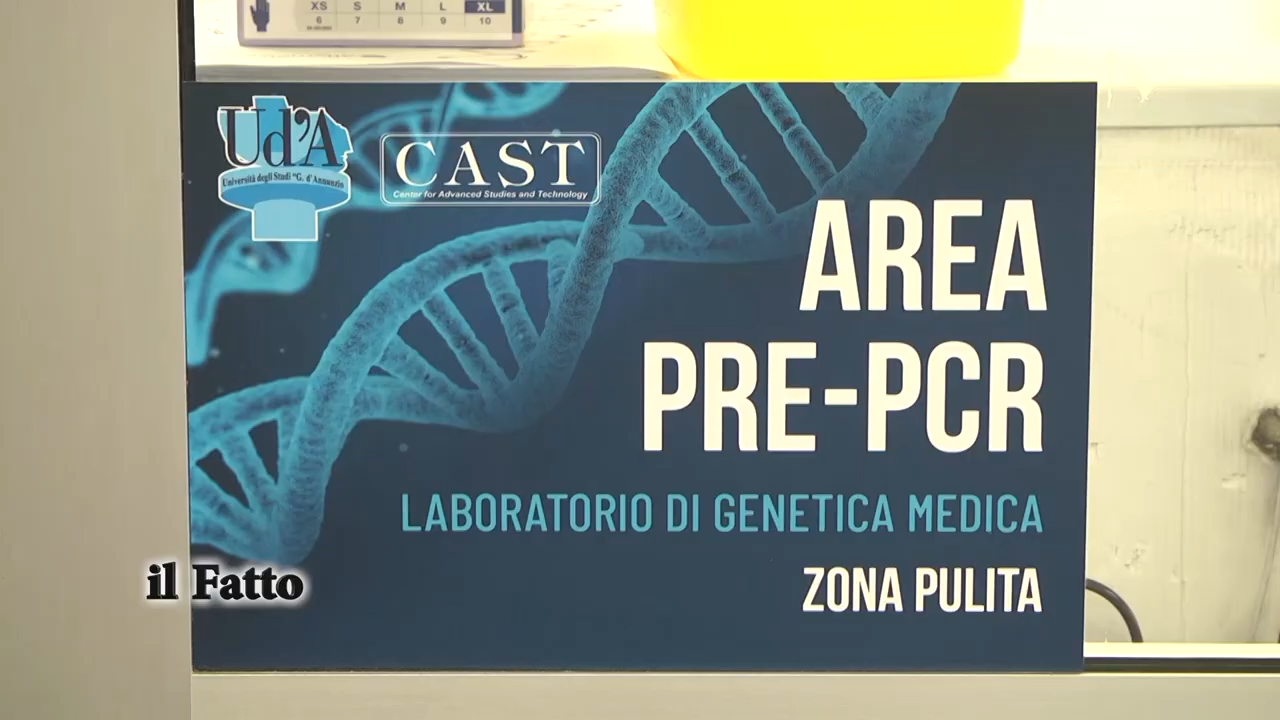 XS S M L XL
6 7 8 9 10
Ud'A
Università degli Studi "G. d'Annunzio
CAST
Center for Advanced Studies and Technology
AREA
PRE-PCR
LABORATORIO DI GENETICA MEDICA
ZONA PULITA
il Fatto